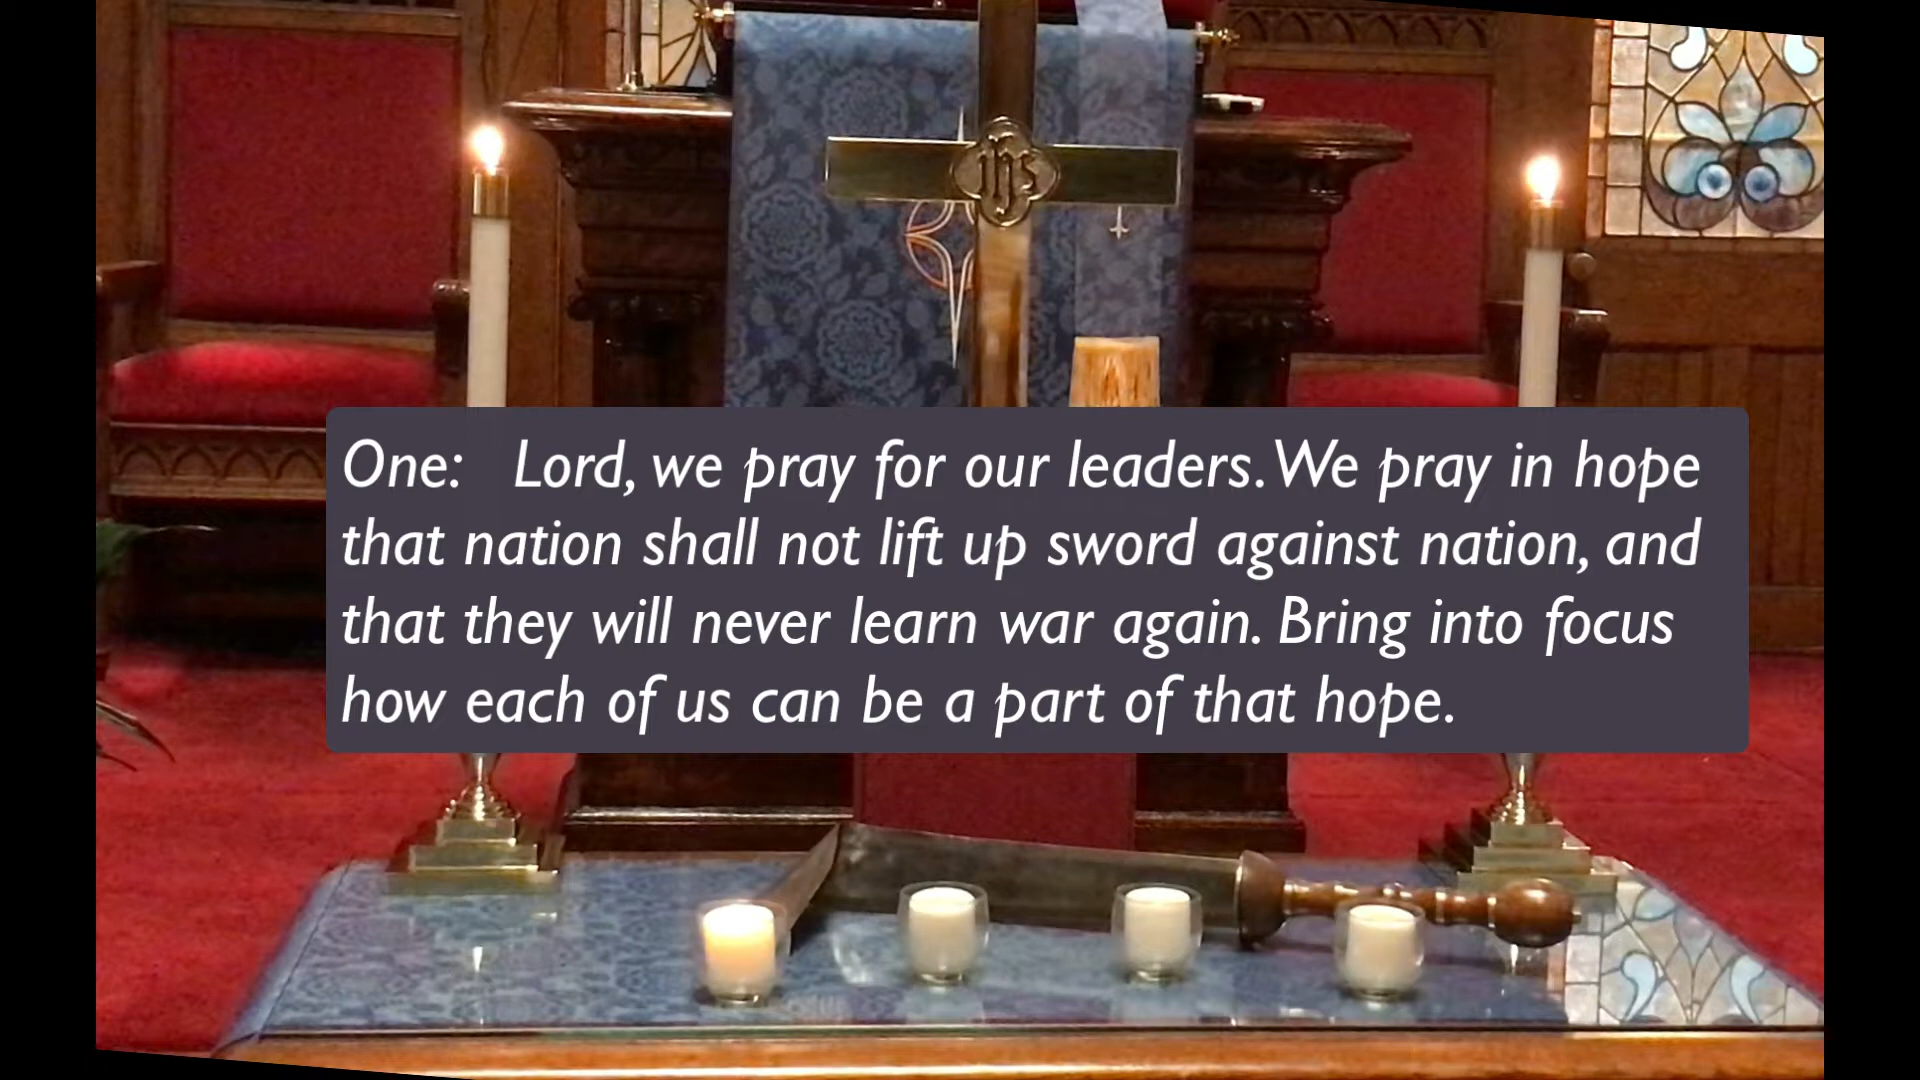 ihs
One: Lord, we pray for our leaders. We pray in hope
that nation shall not lift up sword against nation, and
that they will never learn war again. Bring into focus
how each of us can be a part of that hope.